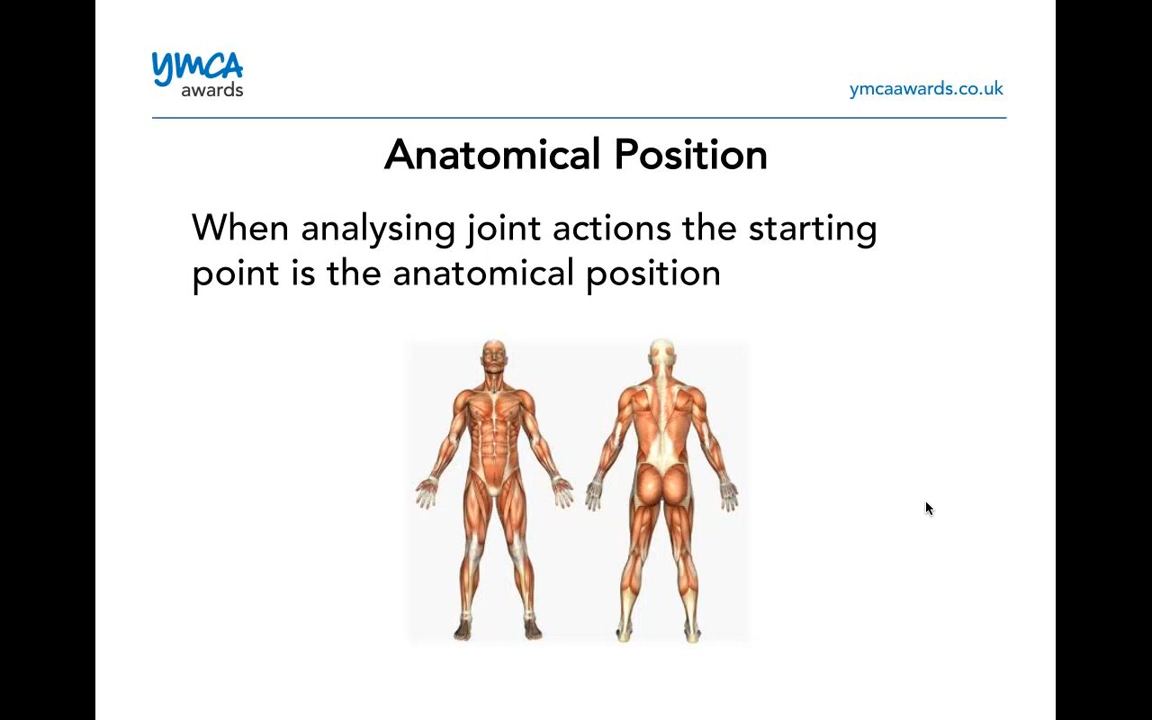 ymca
awards
ymcaawards.co.uk
Anatomical Position
When analysing joint actions the starting
point is the anatomical position